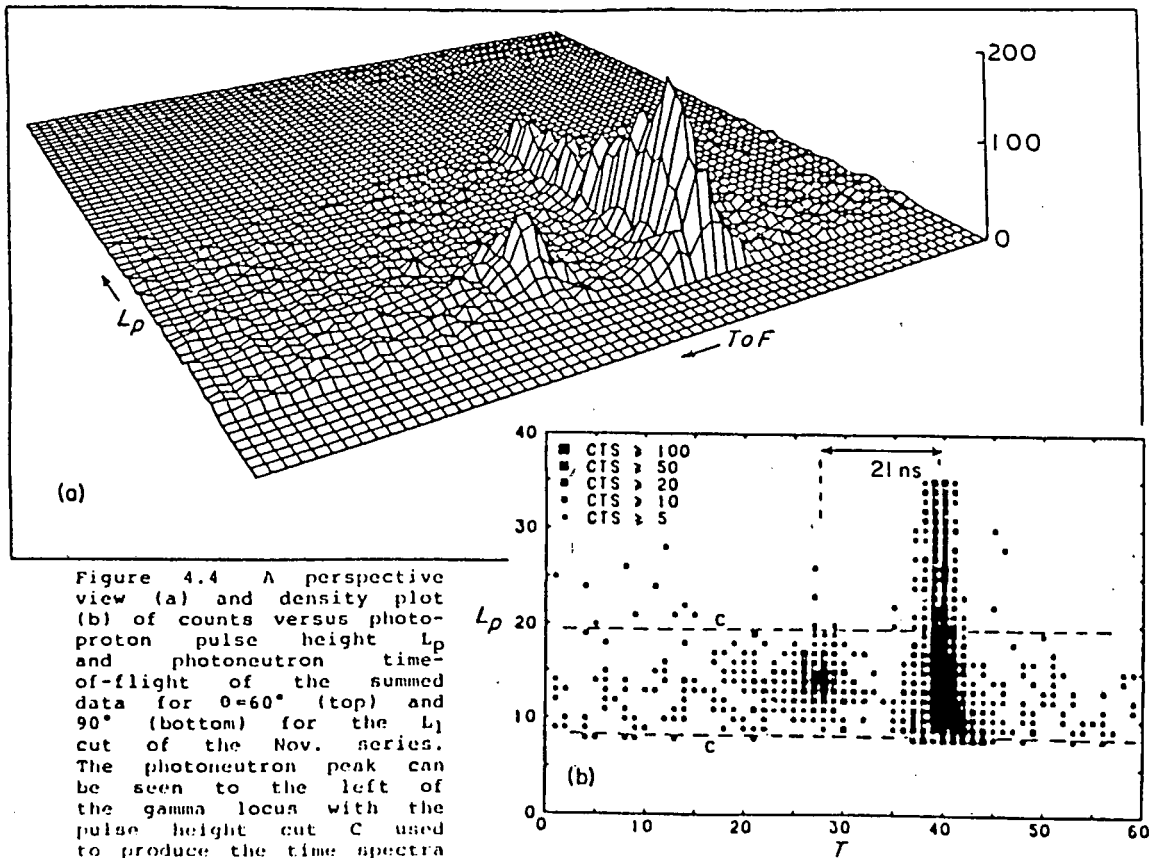 200
100
0
Lp
ToF
(a)
40
30
20
10
0
Lp
CTS ≥ 100
CTS ≥ 50
CTS ≥ 20
CTS ≥ 10
CTS ≥ 5
21 ns
C
C
(b)
0 10 20 30 40 50 60
T
Figure 4.4 A perspective
view (a) and density plot
(b) of counts versus photo-
proton pulse height Lp
and photoneutron time-
of-flight of the summed
data for θ=60° (top) and
90° (bottom) for the L1
cut of the Nov. series.
The photoneutron peak can
be seen to the left of
the gamma locus with the
pulse height cut C used
to produce the time spectra